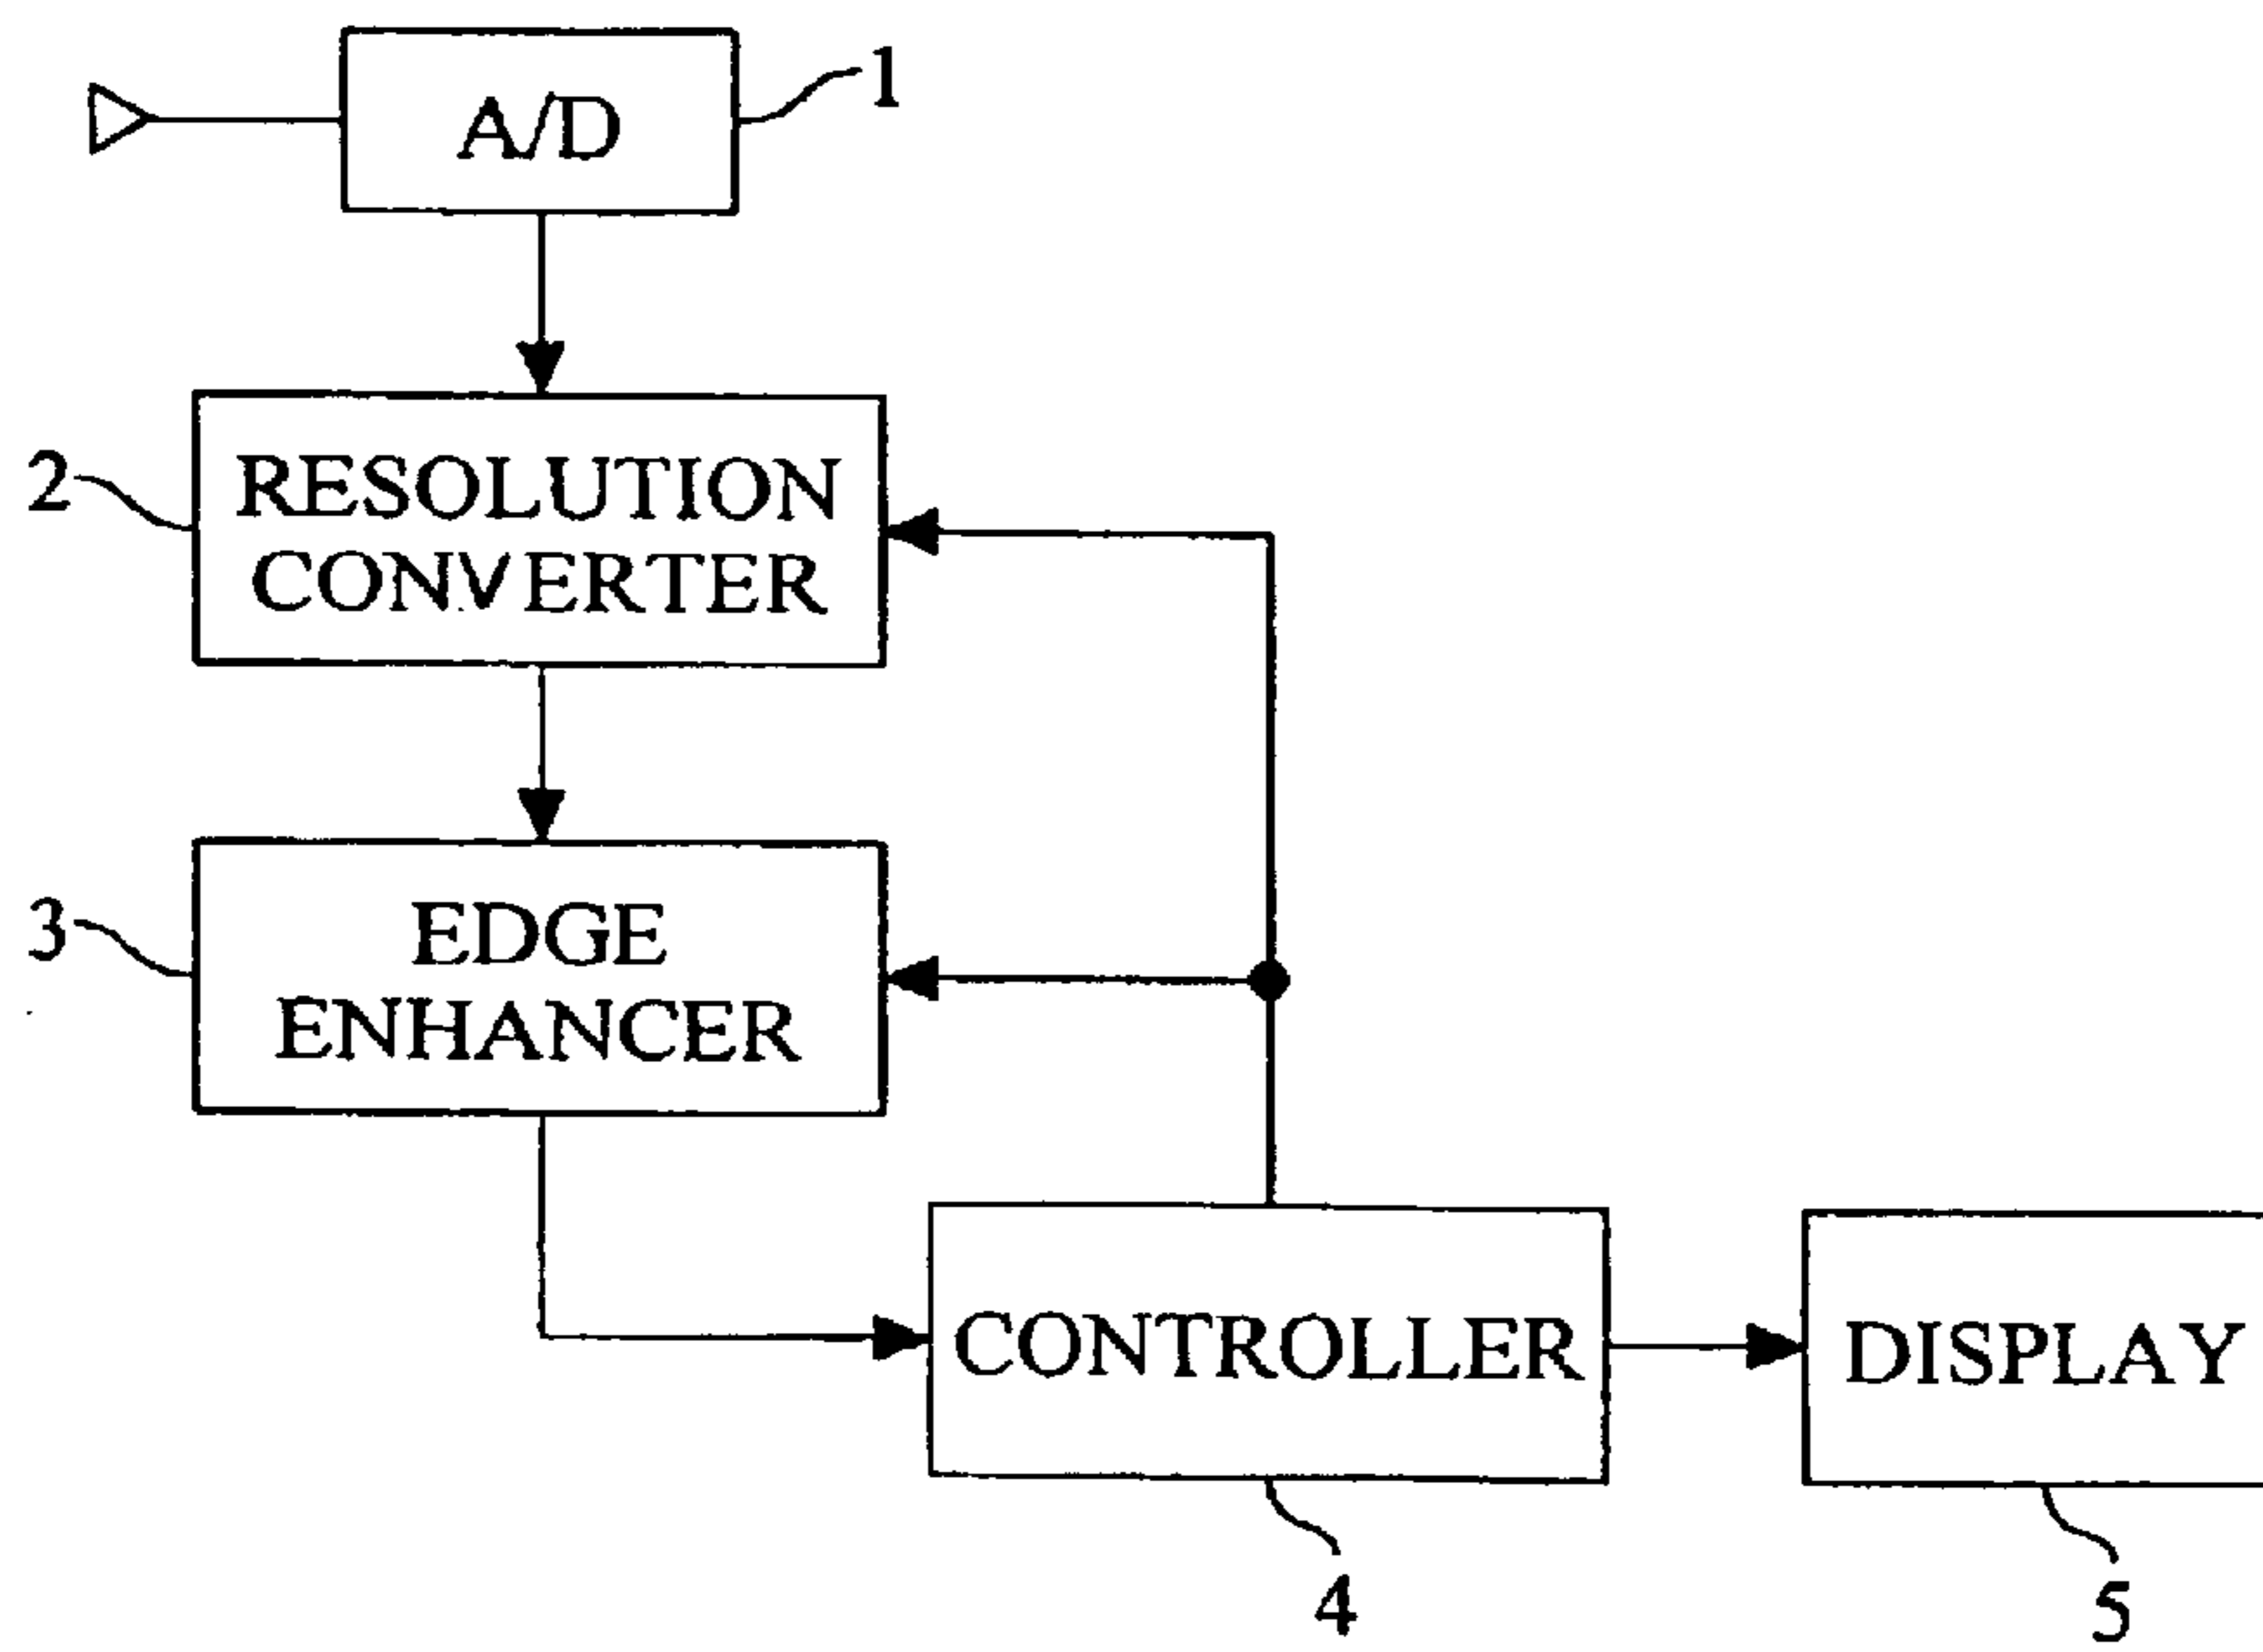 A/D
1
2
RESOLUTION
CONVERTER
3
EDGE
ENHANCER
CONTROLLER
DISPLAY
4
5